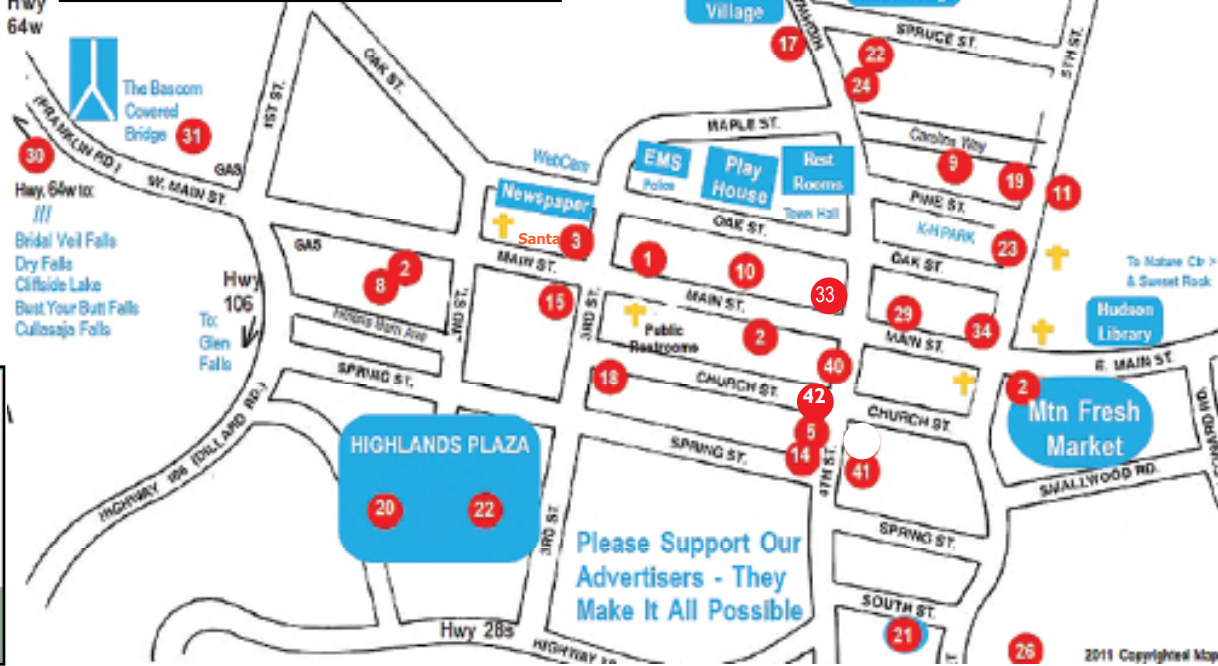 Hwy
64w
Village
SPRUCE ST.
5TH ST.
17
22
24
OAK ST.
The Bascom
Covered
Bridge
31
1ST ST.
(FRANKLIN RD.)
30
GAS
W. MAIN ST.
Hwy. 64w to:
///
Bridal Veil Falls
Dry Falls
Cliffside Lake
Bust Your Butt Falls
Cullasaja Falls
MAPLE ST.
Carolina Way
WebCam
EMS
Police
Play
House
Rest
Rooms
Town Hall
9
19
11
Newspaper
PINE ST.
K-H PARK
23
Santa
3
OAK ST.
OAK ST.
GAS
MAIN ST.
2
8
1
10
33
To Nature Ctr >
& Sunset Rock
Hwy
106
To:
Glen
Falls
15
3RD ST.
MAIN ST.
29
34
Hudson
Library
Public
Restrooms
2
MAIN ST.
E. MAIN ST.
SPRING ST.
18
CHURCH ST.
40
42
2
Mtn Fresh
Market
CHURCH ST.
HIGHWAY 106 (DILLARD RD.)
HIGHLANDS PLAZA
SPRING ST.
5
14
4TH ST.
41
SMALLWOOD RD.
20
22
3RD ST
Please Support Our
Advertisers - They
Make It All Possible
SPRING ST.
SOUTH ST.
21
Hwy 28s
26
2011 Copyrighted Map